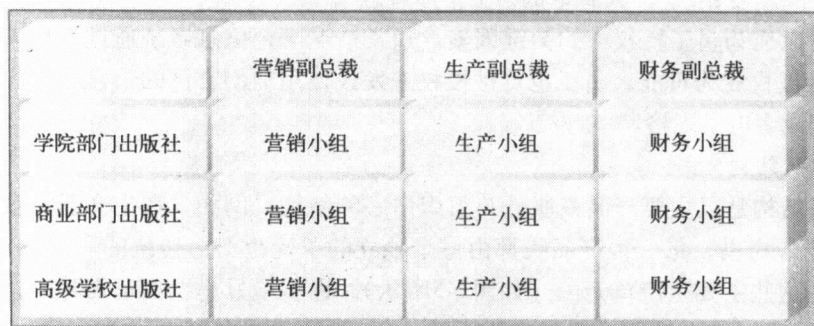 营销副总裁 生产副总裁 财务副总裁
学院部门出版社 营销小组 生产小组 财务小组
商业部门出版社 营销小组 生产小组 财务小组
高级学校出版社 营销小组 生产小组 财务小组